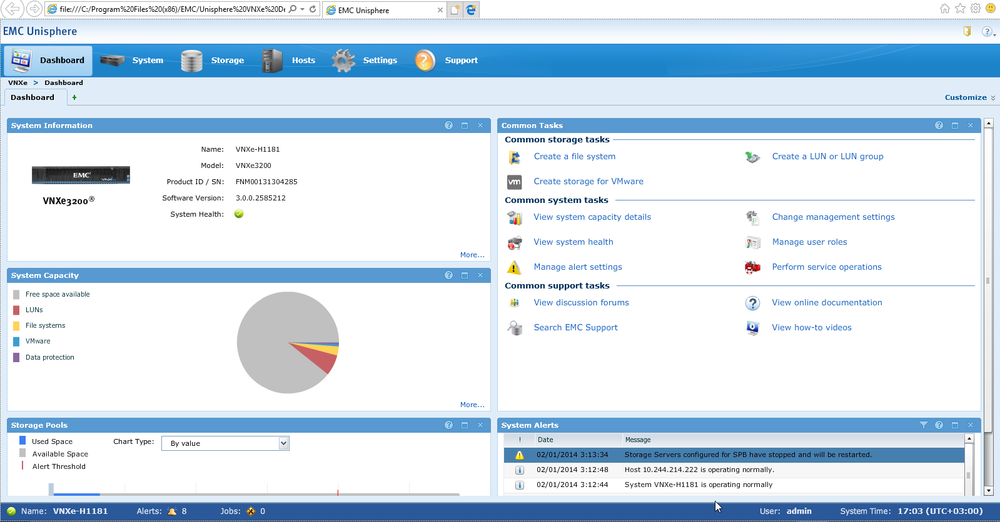 file:///C:/Program%20Files%20(x86)/EMC/Unisphere%20VNXe%20De
EMC Unisphere
EMC Unisphere
Dashboard System Storage Hosts Settings Support
VNXe > Dashboard
Dashboard + Customize
System Information
EMC²
VNXe3200®
Name: VNXe-H1181
Model: VNXe3200
Product ID / SN: FNM00131304285
Software Version: 3.0.0.2585212
System Health:
More...
Common Tasks
Common storage tasks
Create a file system Create a LUN or LUN group
vm Create storage for VMware
Common system tasks
View system capacity details Change management settings
View system health Manage user roles
Manage alert settings Perform service operations
Common support tasks
View discussion forums View online documentation
Search EMC Support View how-to videos
System Capacity
Free space available
LUNs
File systems
VMware
Data protection
More...
Storage Pools
Used Space Chart Type: By value
Available Space
Alert Threshold
System Alerts
! Date Message
02/01/2014 3:13:34 Storage Servers configured for SPB have stopped and will be restarted.
02/01/2014 3:12:48 Host 10.244.214.222 is operating normally.
02/01/2014 3:12:44 System VNXe-H1181 is operating normally
Name: VNXe-H1181 Alerts: 8 Jobs: 0 User: admin System Time: 17:03 (UTC+03:00)